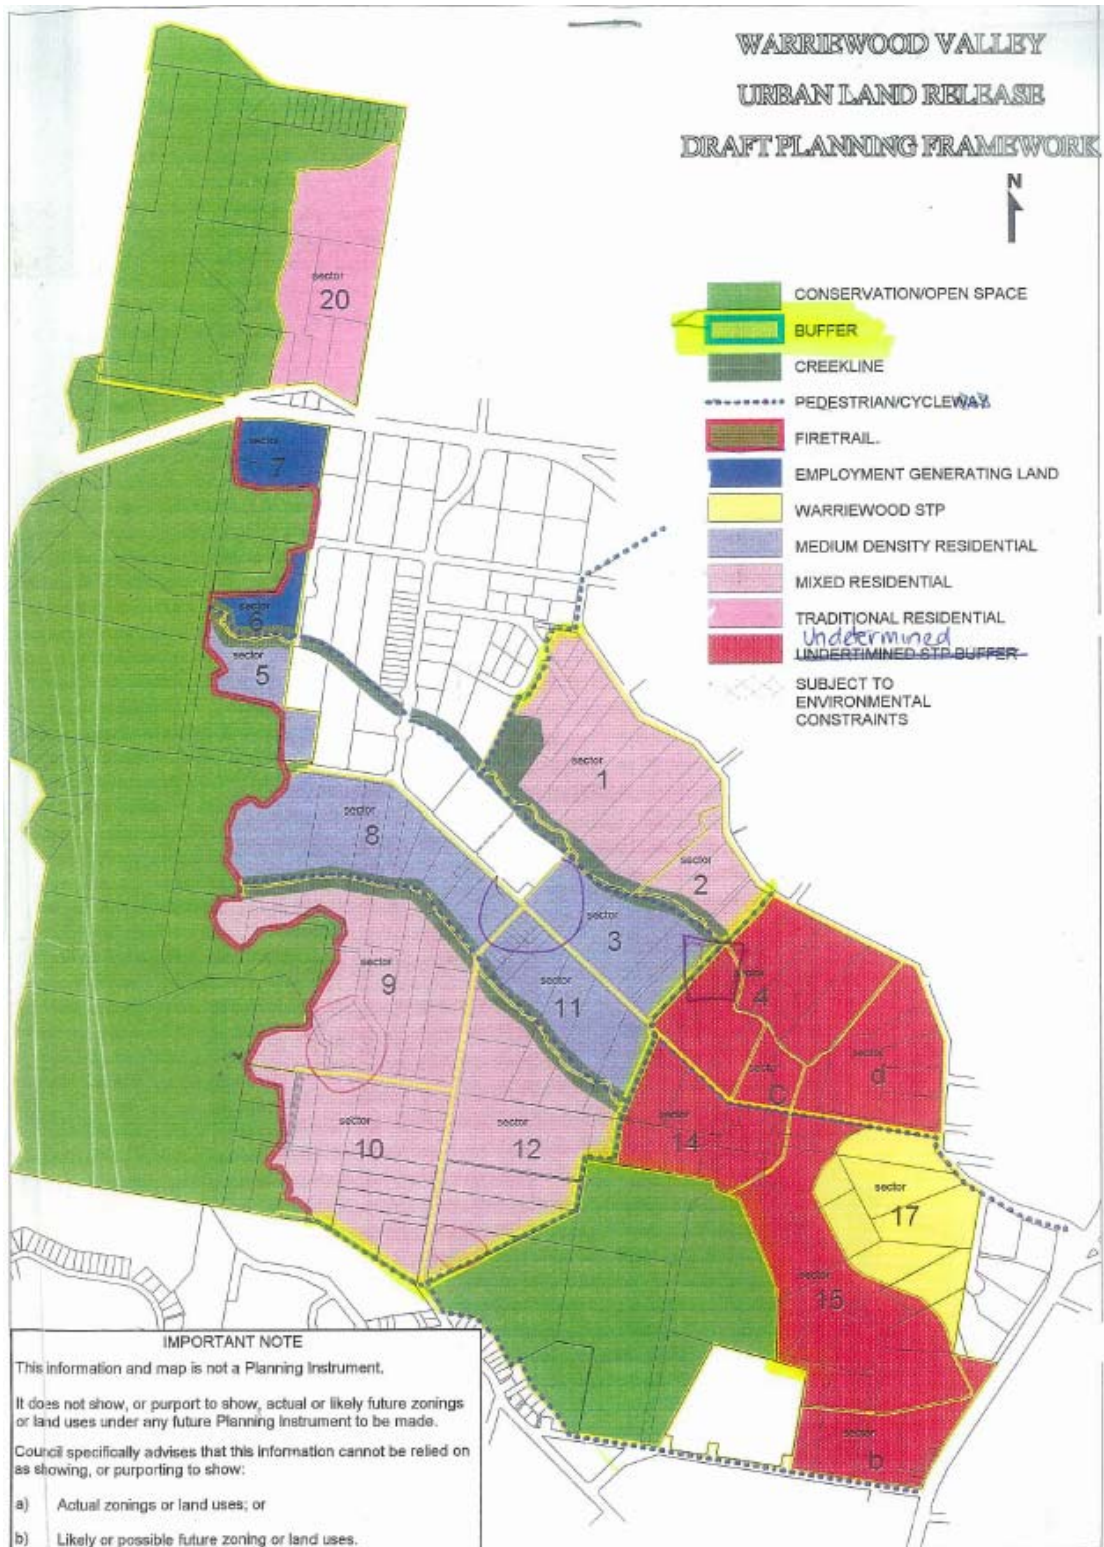 WARRIEWOOD VALLEY
URBAN LAND RELEASE
DRAFT PLANNING FRAMEWORK
N
CONSERVATION/OPEN SPACE
BUFFER
CREEKLINE
PEDESTRIAN/CYCLEWAY
FIRETRAIL.
EMPLOYMENT GENERATING LAND
WARRIEWOOD STP
MEDIUM DENSITY RESIDENTIAL
MIXED RESIDENTIAL
TRADITIONAL RESIDENTIAL
Undetermined
UNDERTIMINED STP BUFFER
SUBJECT TO
ENVIRONMENTAL
CONSTRAINTS
sector
20
sector
7
sector
6
sector
5
sector
1
sector
8
sector
2
sector
3
sector
9
sector
4
sector
11
sector
c
sector
d
sector
10
sector
12
sector
14
sector
17
sector
15
sector
b
IMPORTANT NOTE
This information and map is not a Planning Instrument.
It does not show, or purport to show, actual or likely future zonings
or land uses under any future Planning Instrument to be made.
Council specifically advises that this information cannot be relied on
as showing, or purporting to show:
a) Actual zonings or land uses; or
b) Likely or possible future zoning or land uses.